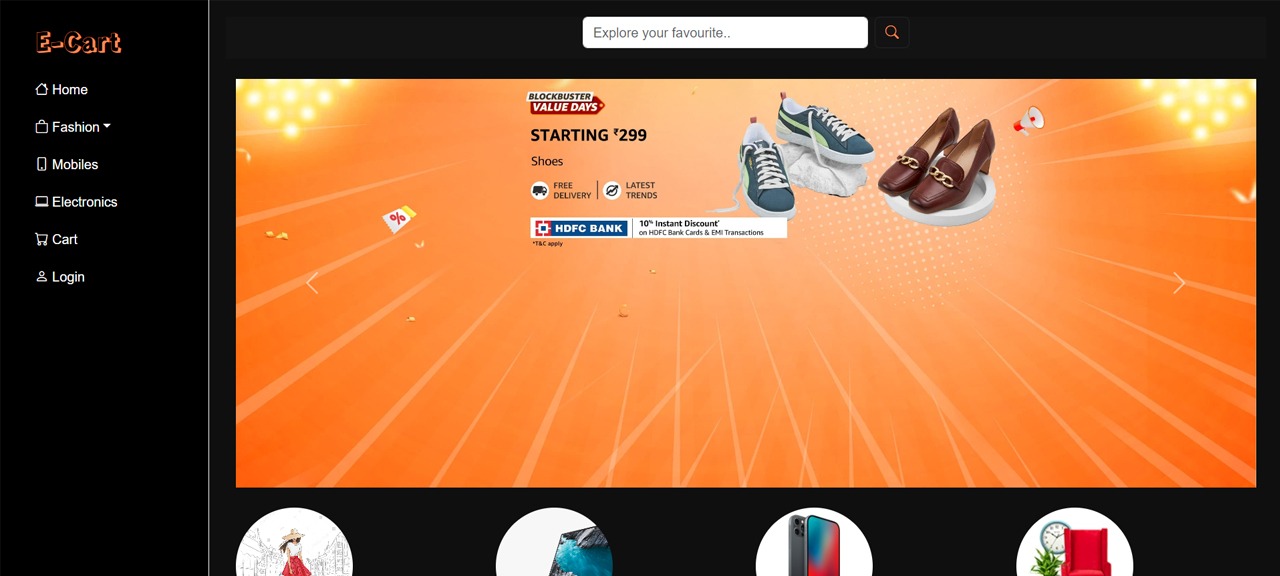 E-Cart
Home
Fashion
Mobiles
Electronics
Cart
Login
Explore your favourite..
BLOCKBUSTER
VALUE DAYS
STARTING ₹299
Shoes
FREE
DELIVERY
LATEST
TRENDS
HDFC BANK
10% Instant Discount*
on HDFC Bank Cards & EMI Transactions
*T&C apply
%